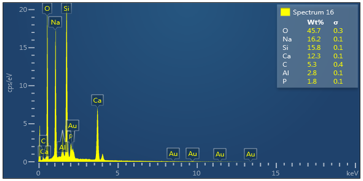 Spectrum 16
Wt% σ
O 45.7 0.3
Na 16.2 0.1
Si 15.8 0.1
Ca 12.3 0.1
C 5.3 0.4
Al 2.8 0.1
P 1.8 0.1
20
15
10
5
0
cps/eV
O
Na
Si
C
Ca
Al
P
Au
Ca
Au
Au
Au
Au
0 5 10 15 keV